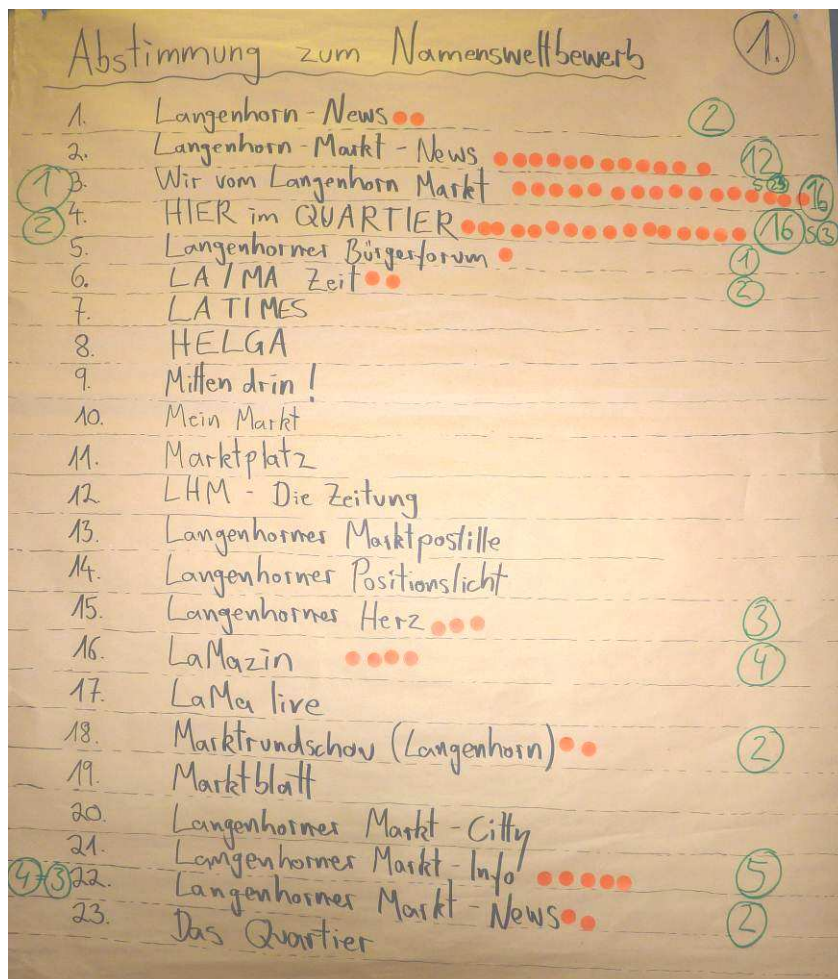 Abstimmung zum Namenswettbewerb 1.
1. Langenhorn - News 2
2. Langenhorn - Markt - News 12
1 3. Wir vom Langenhorn Markt 16
2 4. HIER im QUARTIER 16
5. Langenhorner Bürgerforum 1
6. LA / MA Zeit 2
7. LA TIMES
8. HELGA
9. Mitten drin !
10. Mein Markt
11. Marktplatz
12 LHM - Die Zeitung
13. Langenhorner Marktpostille
14. Langenhorner Positionslicht
15. Langenhorner Herz 3
16. LaMazin 4
17. LaMa live
18. Marktrundschau (Langenhorn) 2
19. Marktblatt
20. Langenhorner Markt - Citty
21. Langenhorner Markt - Info 5
22. Langenhorner Markt - News 2
23. Das Quartier